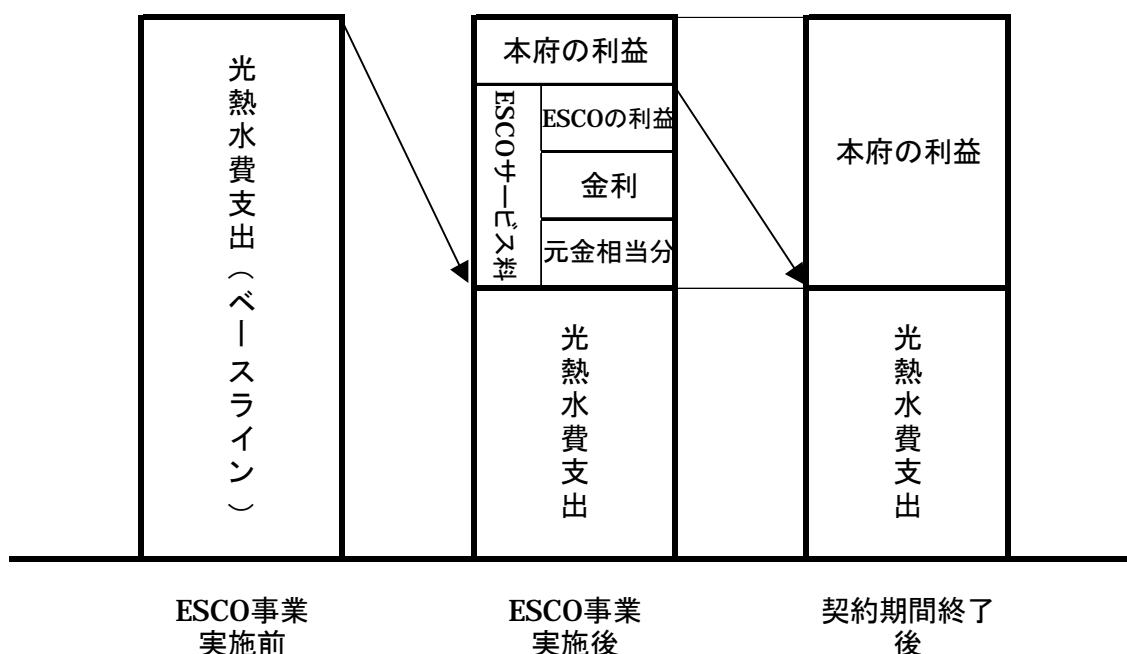 光熱水費支出（ベースライン）
本府の利益
ESCOサービス料
ESCOの利益
金利
元金相当分
光熱水費支出
本府の利益
光熱水費支出
ESCO事業
実施前
ESCO事業
実施後
契約期間終了
後